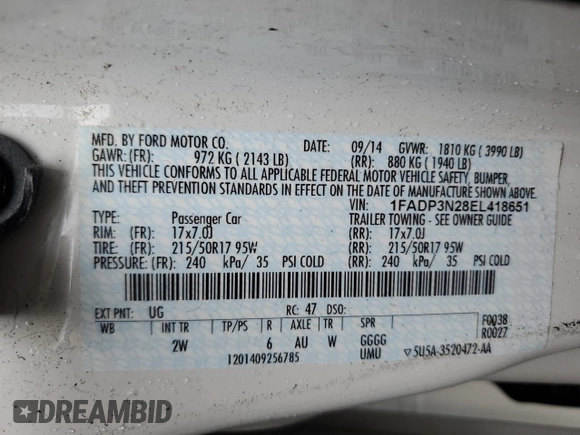 MFD. BY FORD MOTOR CO. DATE: 09/14 GVWR: 1810 KG ( 3990 LB)
GAWR: (FR): 972 KG ( 2143 LB) (RR): 880 KG ( 1940 LB)
THIS VEHICLE CONFORMS TO ALL APPLICABLE FEDERAL MOTOR VEHICLE SAFETY, BUMPER,
AND THEFT PREVENTION STANDARDS IN EFFECT ON THE DATE OF MANUFACTURE SHOWN ABOVE.
VIN: 1FADP3N28EL418651
TYPE: Passenger Car TRAILER TOWING - SEE OWNER GUIDE
RIM: (FR): 17x7.0J (RR): 17x7.0J
TIRE: (FR): 215/50R17 95W (RR): 215/50R17 95W
PRESSURE: (FR): 240 kPa/ 35 PSI COLD (RR): 240 kPa/ 35 PSI COLD
EXT PNT: UG RC: 47 DSO: F0038
WB INT TR TP/PS R AXLE TR SPR R0027
2W 6 AU W GGGG
1201409256785 UMU 5U5A-3520472-AA
AUTOBIDMASTER